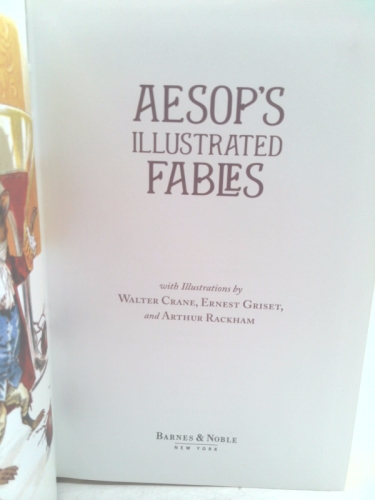 AESOP'S
ILLUSTRATED
FABLES
with Illustrations by
WALTER CRANE, ERNEST GRISET,
and ARTHUR RACKHAM
BARNES & NOBLE
NEW YORK